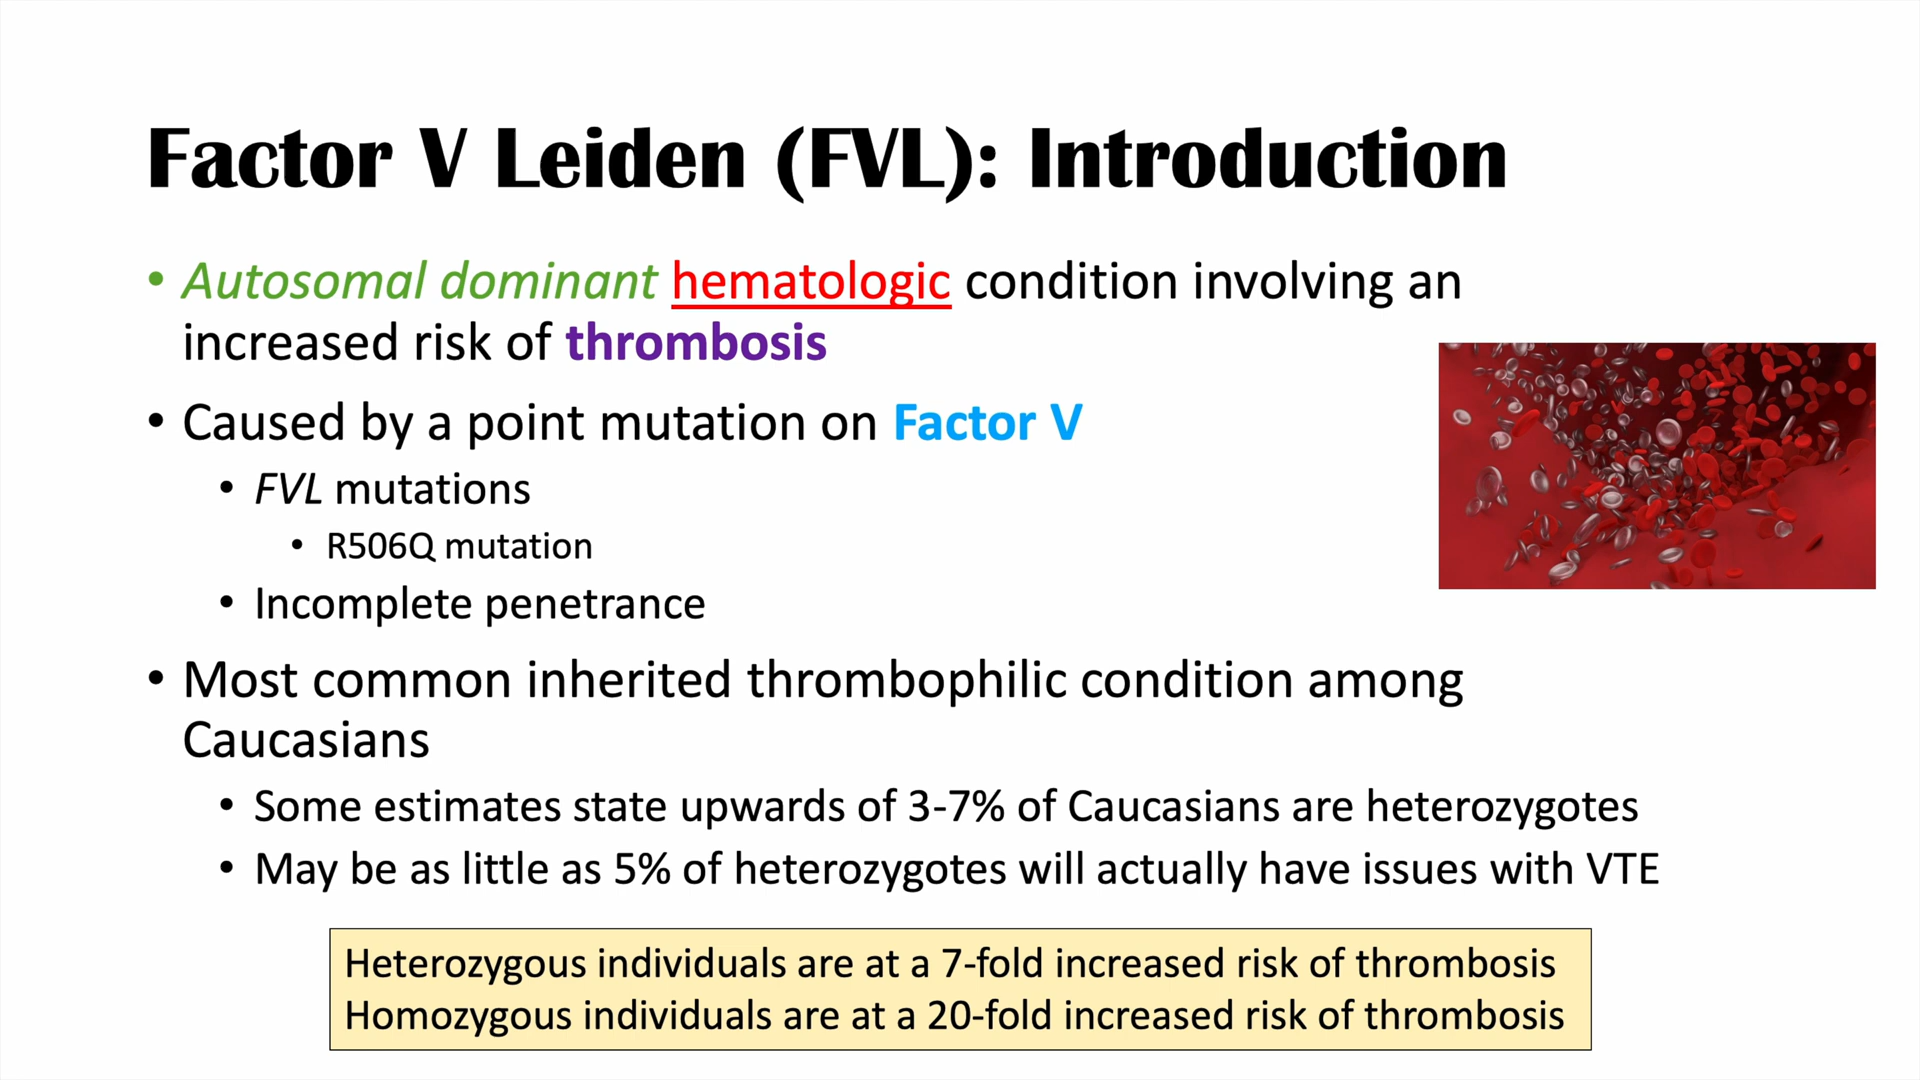 Factor V Leiden (FVL): Introduction
• Autosomal dominant hematologic condition involving an
increased risk of thrombosis
• Caused by a point mutation on Factor V
• FVL mutations
• R506Q mutation
• Incomplete penetrance
• Most common inherited thrombophilic condition among
Caucasians
• Some estimates state upwards of 3-7% of Caucasians are heterozygotes
• May be as little as 5% of heterozygotes will actually have issues with VTE
Heterozygous individuals are at a 7-fold increased risk of thrombosis
Homozygous individuals are at a 20-fold increased risk of thrombosis